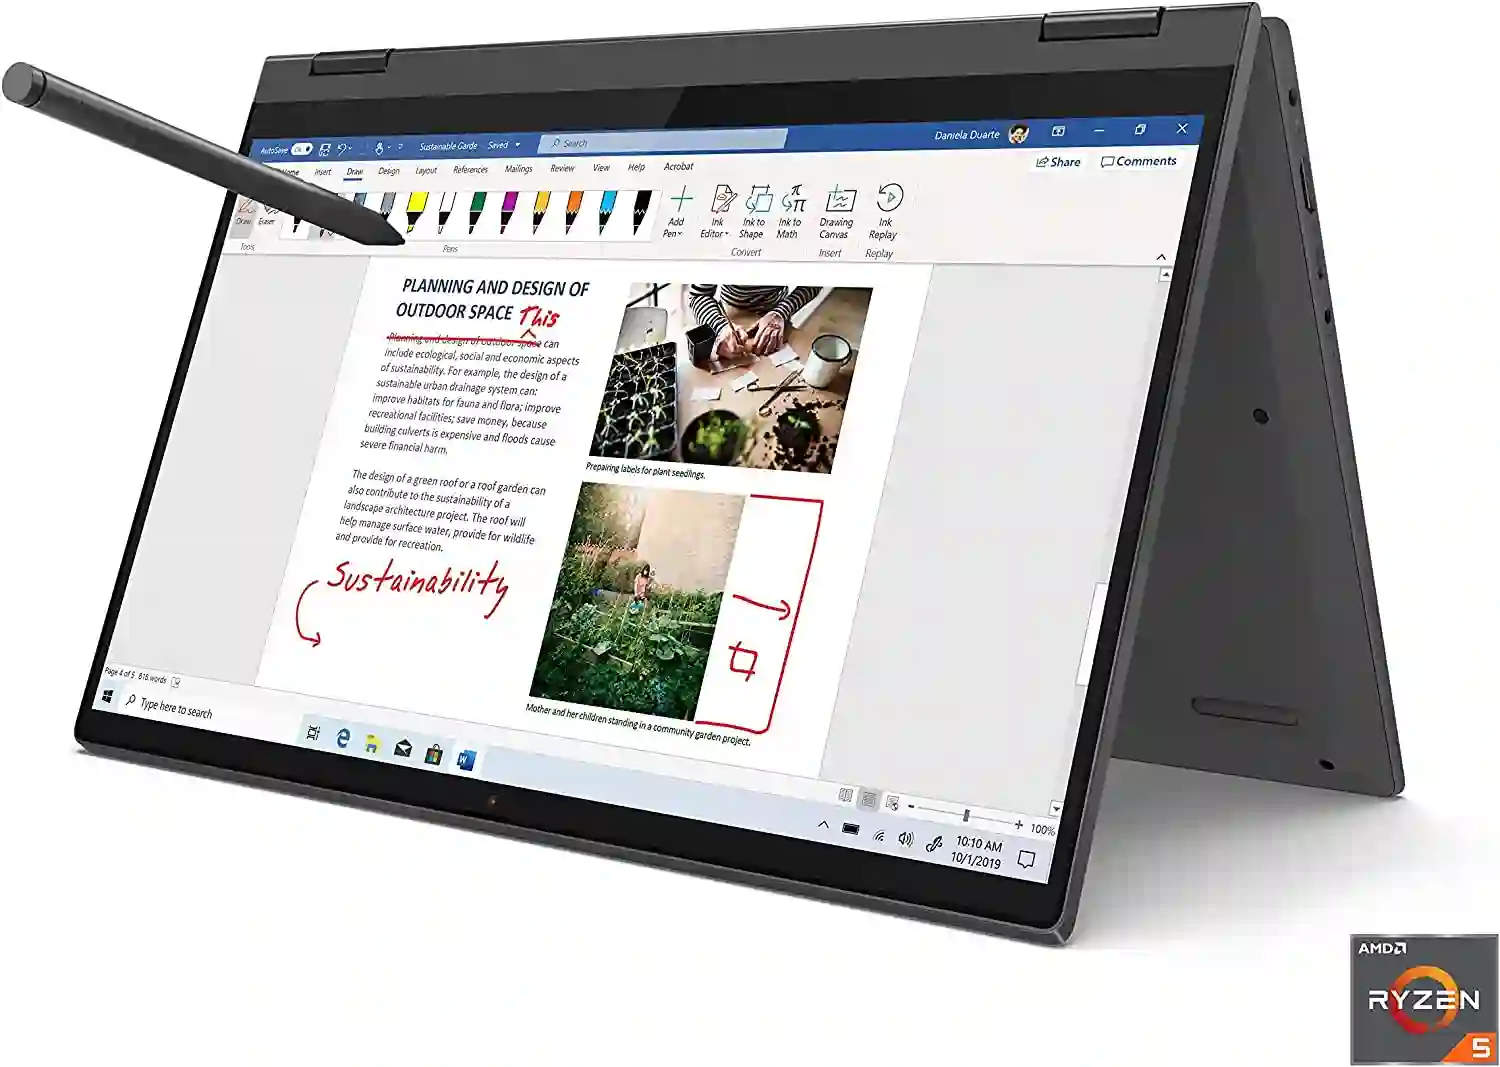 AutoSave On Sustainable Garde Saved Search Daniela Duarte
Home Insert Draw Design Layout References Mailings Review View Help Acrobat Share Comments
Draw Eraser
Add Pen Ink Editor Ink to Shape Ink to Math Drawing Canvas Ink Replay
Tools Pens Convert Insert Replay
PLANNING AND DESIGN OF
OUTDOOR SPACE This
Planning and design of outdoor space can
include ecological, social and economic aspects
of sustainability. For example, the design of a
sustainable urban drainage system can:
improve habitats for fauna and flora; improve
recreational facilities; save money, because
building culverts is expensive and floods cause
severe financial harm.
Preparing labels for plant seedlings.
The design of a green roof or a roof garden can
also contribute to the sustainability of a
landscape architecture project. The roof will
help manage surface water, provide for wildlife
and provide for recreation.
Sustainability
Mother and her children standing in a community garden project.
Page 4 of 5 818 words
100%
Type here to search
10:10 AM
10/1/2019
AMD
RYZEN
5